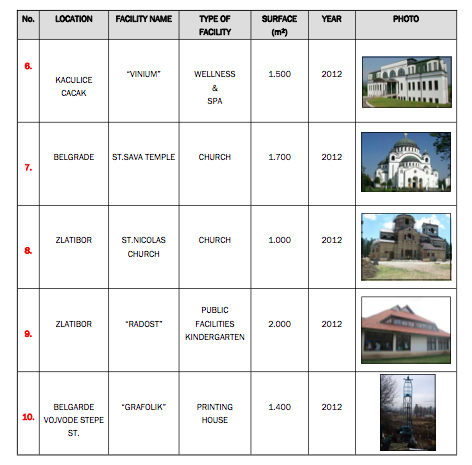 No. LOCATION FACILITY NAME TYPE OF FACILITY SURFACE (m²) YEAR PHOTO
6. KACULICE CACAK "VINIUM" WELLNESS & SPA 1.500 2012
7. BELGRADE ST.SAVA TEMPLE CHURCH 1.700 2012
8. ZLATIBOR ST.NICOLAS CHURCH CHURCH 1.000 2012
9. ZLATIBOR "RADOST" PUBLIC FACILITIES KINDERGARTEN 2.000 2012
10. BELGARDE VOJVODE STEPE ST. "GRAFOLIK" PRINTING HOUSE 1.400 2012